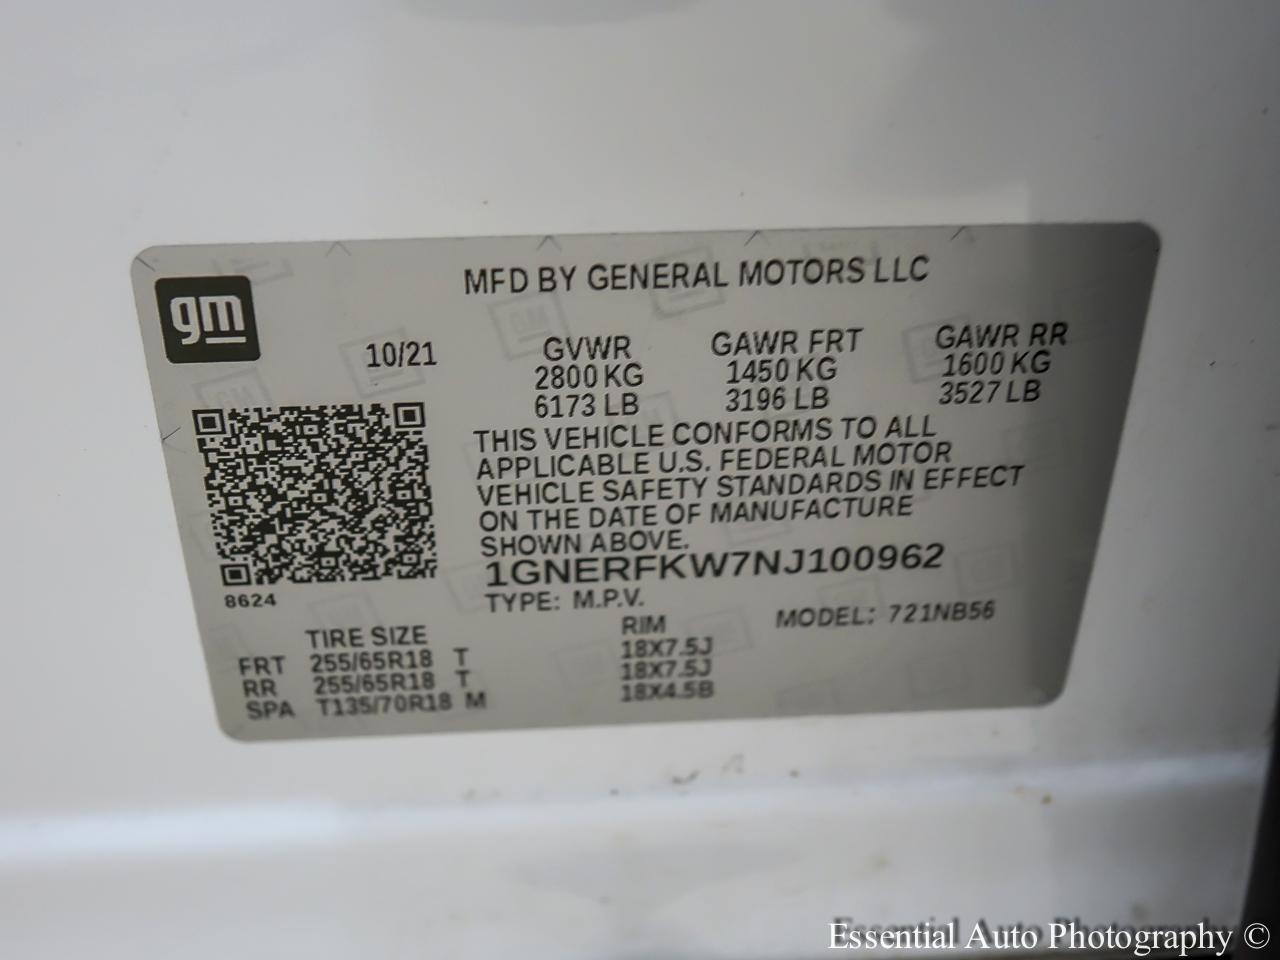 MFD BY GENERAL MOTORS LLC
gm
10/21
GVWR GAWR FRT GAWR RR
2800 KG 1450 KG 1600 KG
6173 LB 3196 LB 3527 LB
THIS VEHICLE CONFORMS TO ALL
APPLICABLE U.S. FEDERAL MOTOR
VEHICLE SAFETY STANDARDS IN EFFECT
ON THE DATE OF MANUFACTURE
SHOWN ABOVE.
1GNERFKW7NJ100962
8624
TYPE: M.P.V. MODEL: 721NB56
TIRE SIZE RIM
FRT 255/65R18 T 18X7.5J
RR 255/65R18 T 18X7.5J
SPA T135/70R18 M 18X4.5B
Essential Auto Photography ©